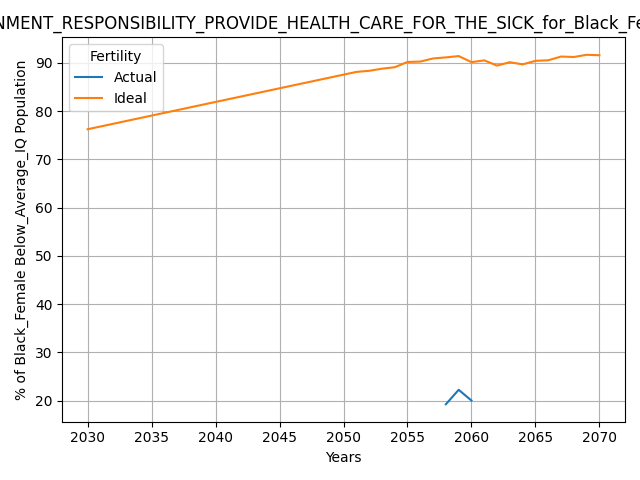 NMENT_RESPONSIBILITY_PROVIDE_HEALTH_CARE_FOR_THE_SICK_for_Black_Fe
Fertility
Actual
Ideal
% of Black_Female Below_Average_IQ Population
90
80
70
60
50
40
30
20
2030 2035 2040 2045 2050 2055 2060 2065 2070
Years